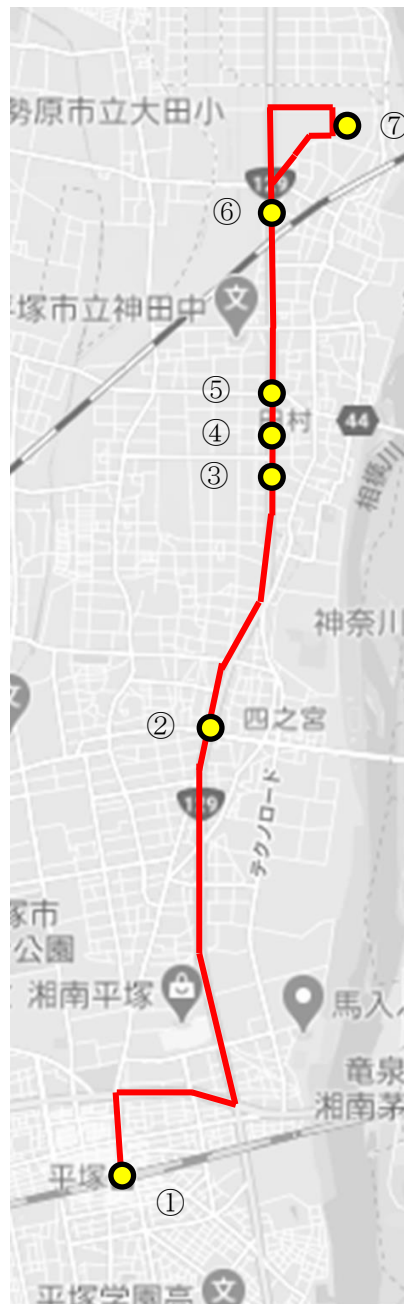 勢原市立大田小
⑦
129
⑥
塚市立神田中
⑤
田村
④
44
③
相模川
神奈川
②
四之宮
129
テクノロード
塚市
公園
湘南平塚
馬入
竜泉
湘南茅
平塚
①
平塚学園高